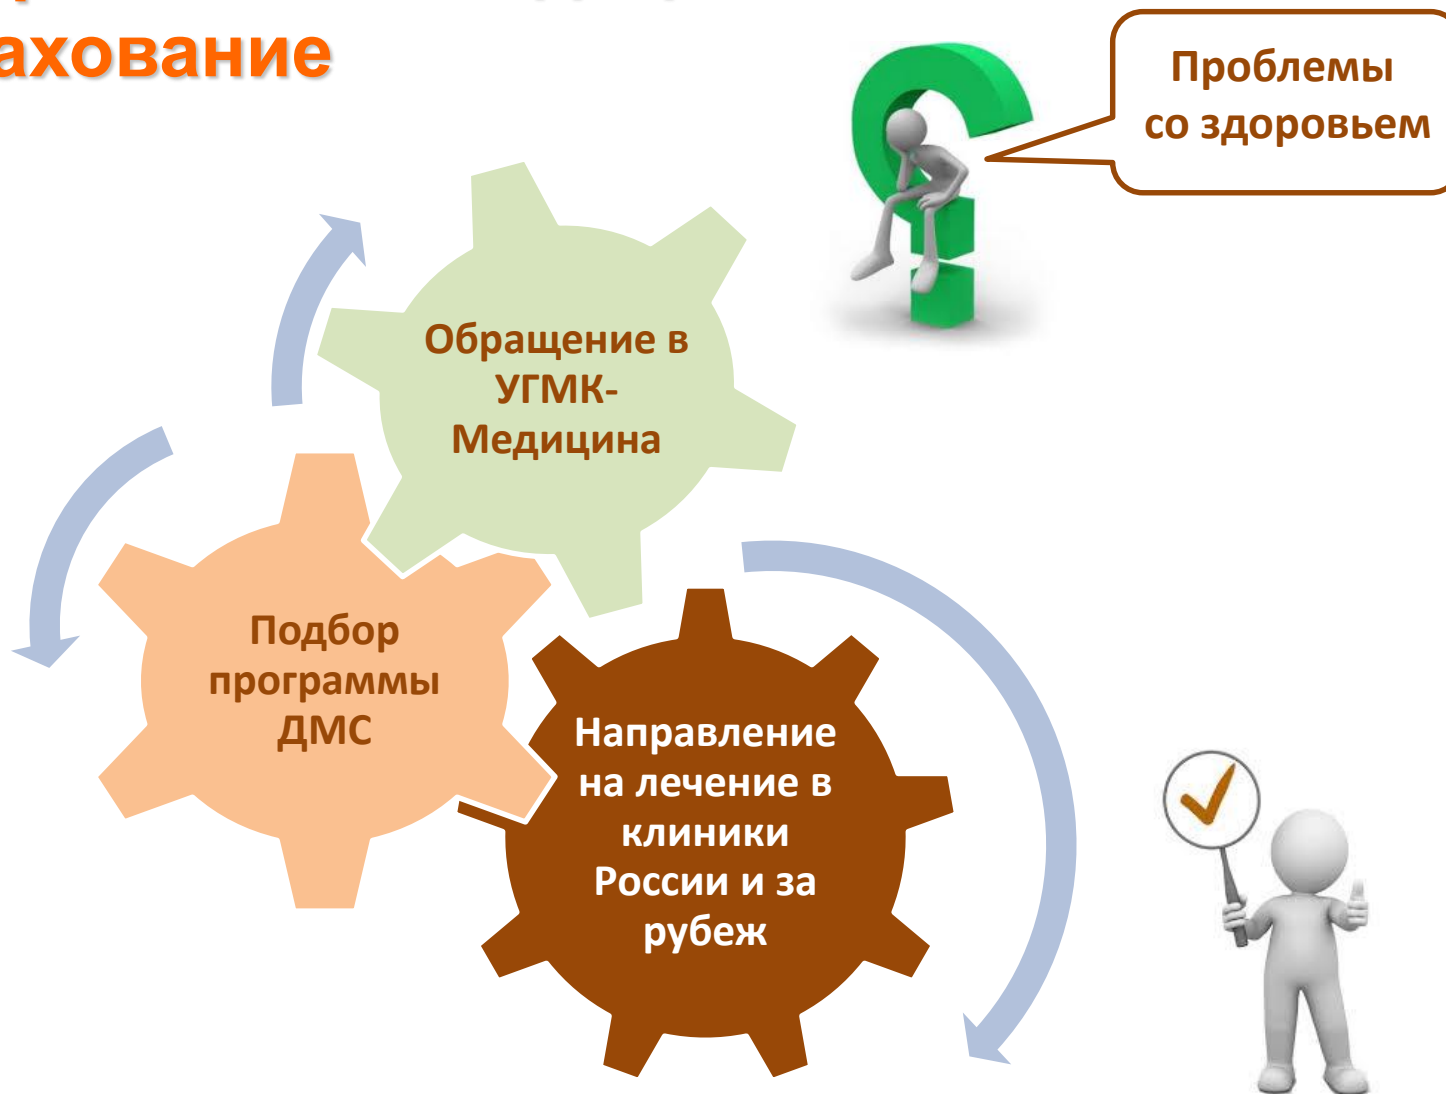 ахование
Проблемы
со здоровьем
Обращение в
УГМК-
Медицина
Подбор
программы
ДМС
Направление
на лечение в
клиники
России и за
рубеж